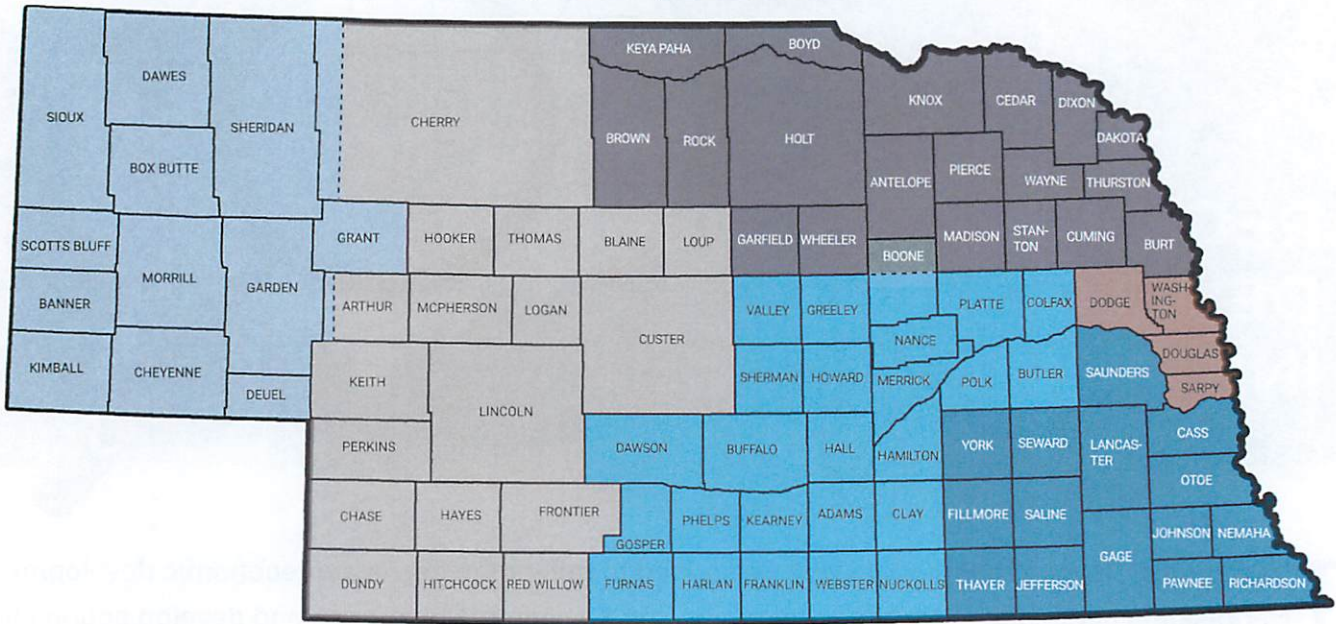 KEYA PAHA
BOYD
DAWES
SIOUX
SHERIDAN
CHERRY
BOX BUTTE
BROWN
ROCK
HOLT
KNOX
CEDAR
DIXON
DAKOTA
ANTELOPE
PIERCE
WAYNE
THURSTON
SCOTTS BLUFF
MORRILL
GARDEN
GRANT
HOOKER
THOMAS
BLAINE
LOUP
GARFIELD
WHEELER
BOONE
MADISON
STAN-
TON
CUMING
BURT
BANNER
ARTHUR
MCPHERSON
LOGAN
CUSTER
VALLEY
GREELEY
NANCE
PLATTE
COLFAX
DODGE
WASH-
ING-
TON
KIMBALL
CHEYENNE
DEUEL
KEITH
LINCOLN
SHERMAN
HOWARD
MERRICK
POLK
BUTLER
SAUNDERS
DOUGLAS
SARPY
PERKINS
DAWSON
BUFFALO
HALL
HAMILTON
YORK
SEWARD
LANCAS-
TER
CASS
OTOE
CHASE
HAYES
FRONTIER
GOSPER
PHELPS
KEARNEY
ADAMS
CLAY
FILLMORE
SALINE
GAGE
JOHNSON
NEMAHA
DUNDY
HITCHCOCK
RED WILLOW
FURNAS
HARLAN
FRANKLIN
WEBSTER
NUCKOLLS
THAYER
JEFFERSON
PAWNEE
RICHARDSON